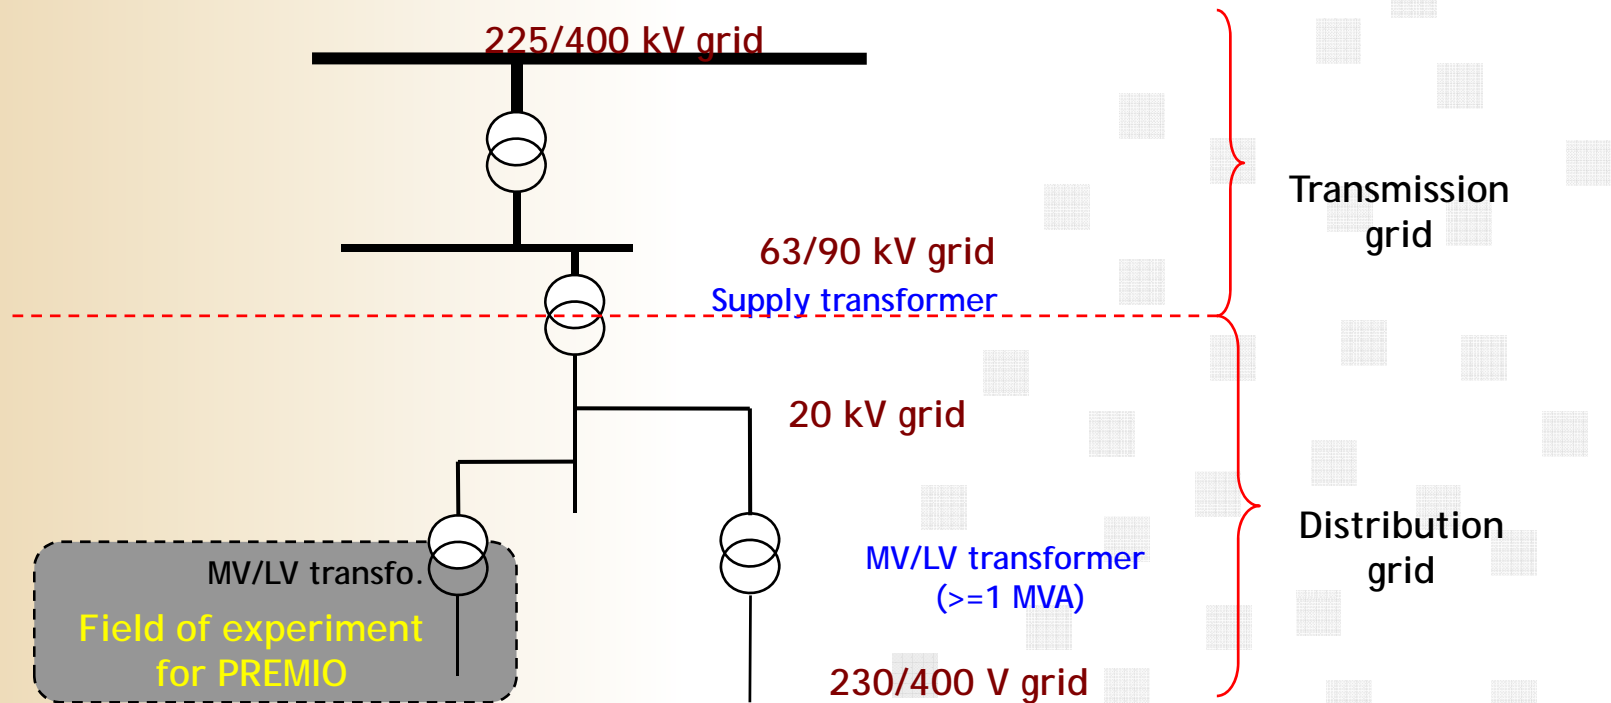 225/400 kV grid
Transmission
grid
63/90 kV grid
Supply transformer
20 kV grid
Distribution
grid
MV/LV transformer
(>=1 MVA)
MV/LV transfo.
Field of experiment
for PREMIO
230/400 V grid